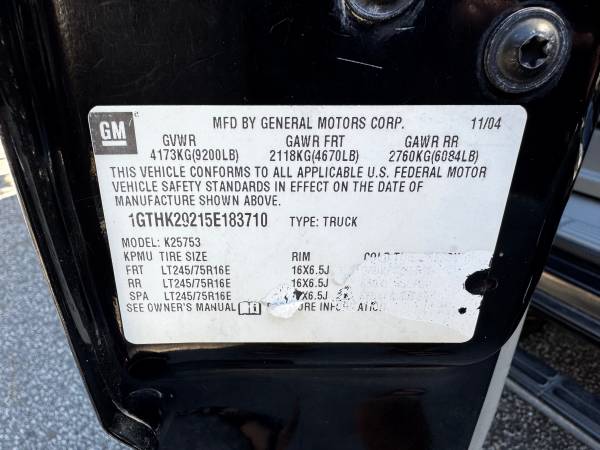 GM
MFD BY GENERAL MOTORS CORP. 11/04
GVWR GAWR FRT GAWR RR
4173KG(9200LB) 2118KG(4670LB) 2760KG(6084LB)
THIS VEHICLE CONFORMS TO ALL APPLICABLE U.S. FEDERAL MOTOR
VEHICLE SAFETY STANDARDS IN EFFECT ON THE DATE OF
MANUFACTURE SHOWN ABOVE.
1GTHK29215E183710 TYPE: TRUCK
MODEL: K25753
KPMU TIRE SIZE RIM
FRT LT245/75R16E 16X6.5J
RR LT245/75R16E 16X6.5J
SPA LT245/75R16E
SEE OWNER'S MANUAL